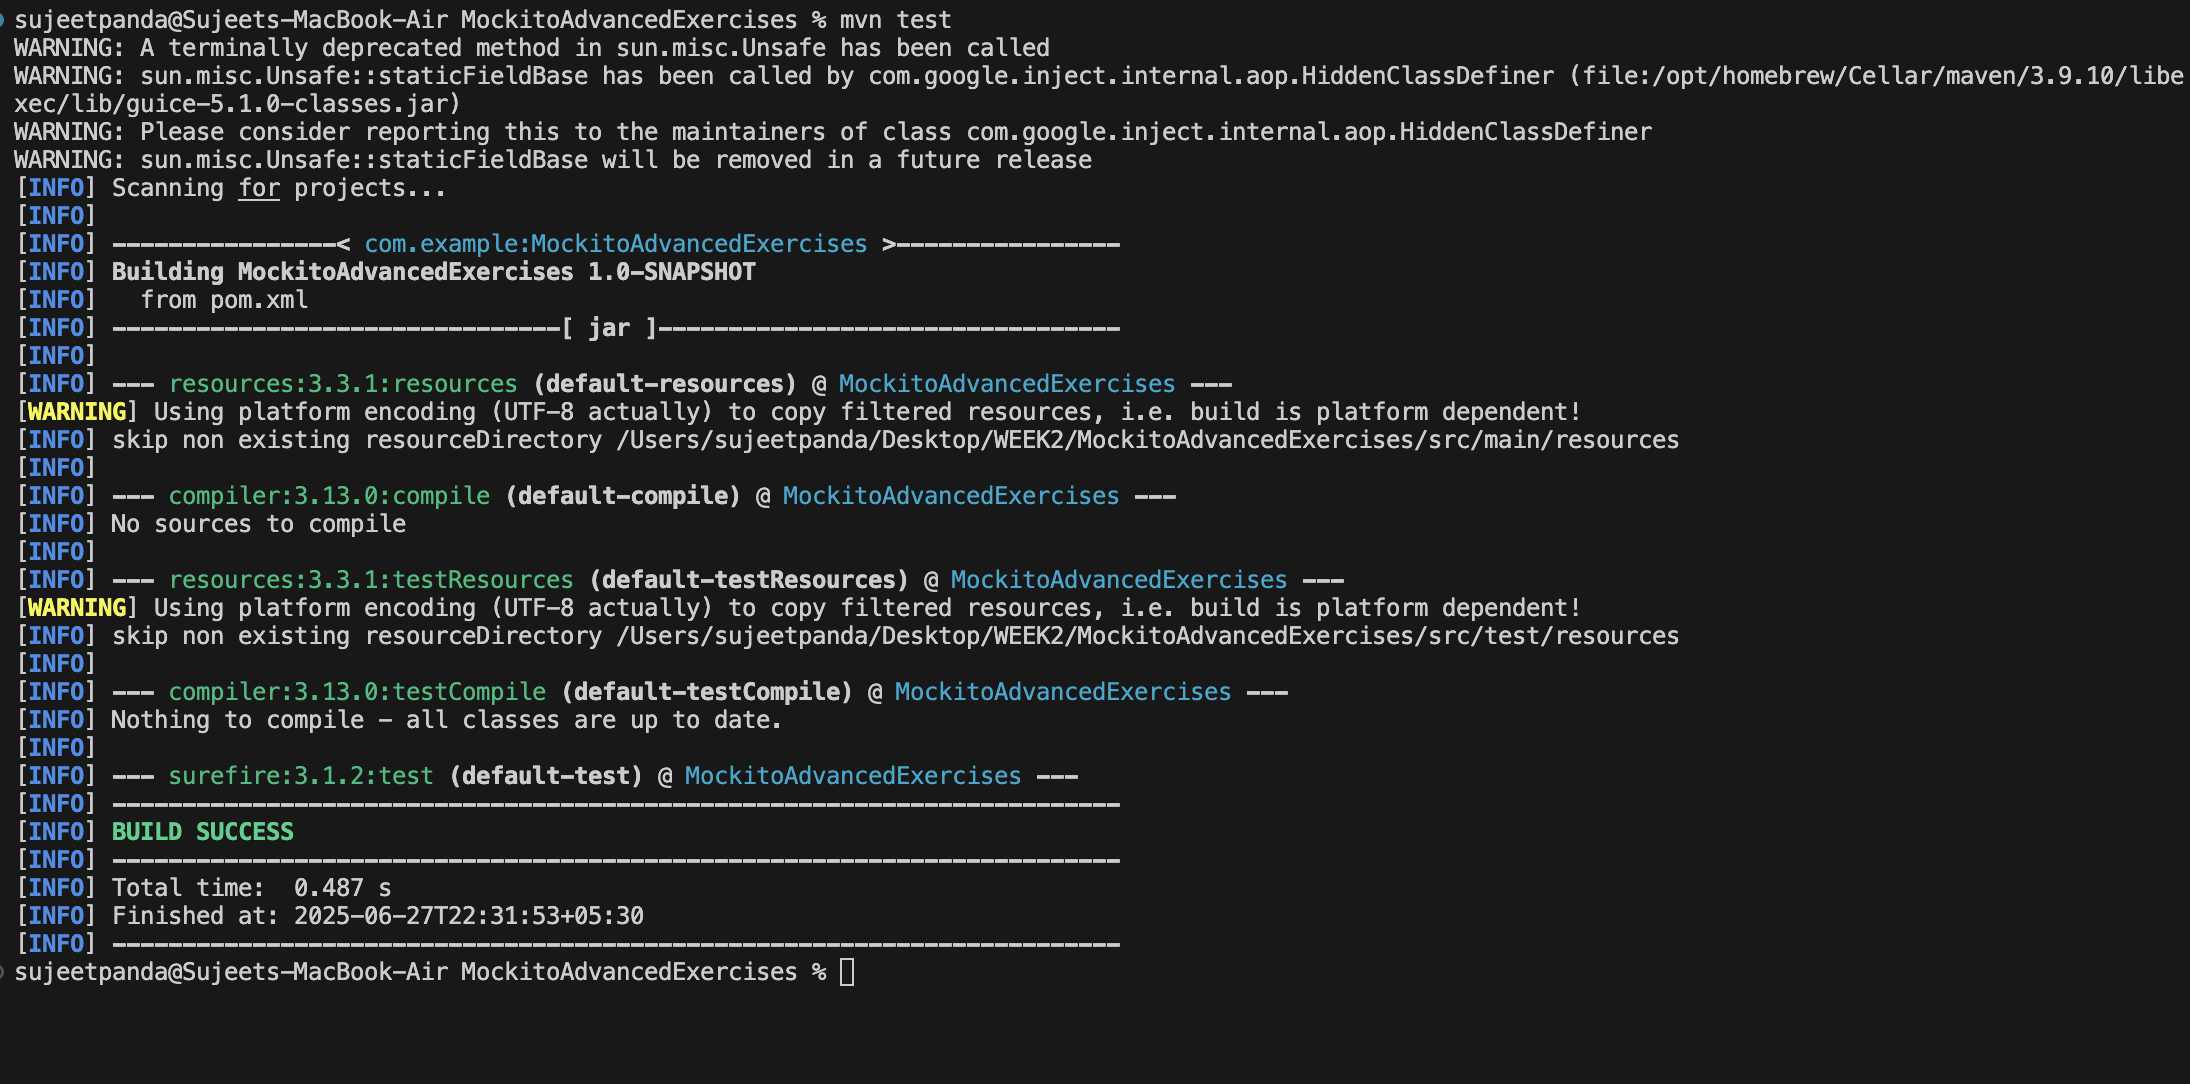 sujeetpanda@Sujeets-MacBook-Air MockitoAdvancedExercises % mvn test
WARNING: A terminally deprecated method in sun.misc.Unsafe has been called
WARNING: sun.misc.Unsafe::staticFieldBase has been called by com.google.inject.internal.aop.HiddenClassDefiner (file:/opt/homebrew/Cellar/maven/3.9.10/libe
xec/lib/guice-5.1.0-classes.jar)
WARNING: Please consider reporting this to the maintainers of class com.google.inject.internal.aop.HiddenClassDefiner
WARNING: sun.misc.Unsafe::staticFieldBase will be removed in a future release
[INFO] Scanning for projects...
[INFO]
[INFO] ----------------< com.example:MockitoAdvancedExercises >----------------
[INFO] Building MockitoAdvancedExercises 1.0-SNAPSHOT
[INFO]   from pom.xml
[INFO] --------------------------------[ jar ]---------------------------------
[INFO]
[INFO] --- resources:3.3.1:resources (default-resources) @ MockitoAdvancedExercises ---
[WARNING] Using platform encoding (UTF-8 actually) to copy filtered resources, i.e. build is platform dependent!
[INFO] skip non existing resourceDirectory /Users/sujeetpanda/Desktop/WEEK2/MockitoAdvancedExercises/src/main/resources
[INFO]
[INFO] --- compiler:3.13.0:compile (default-compile) @ MockitoAdvancedExercises ---
[INFO] No sources to compile
[INFO]
[INFO] --- resources:3.3.1:testResources (default-testResources) @ MockitoAdvancedExercises ---
[WARNING] Using platform encoding (UTF-8 actually) to copy filtered resources, i.e. build is platform dependent!
[INFO] skip non existing resourceDirectory /Users/sujeetpanda/Desktop/WEEK2/MockitoAdvancedExercises/src/test/resources
[INFO]
[INFO] --- compiler:3.13.0:testCompile (default-testCompile) @ MockitoAdvancedExercises ---
[INFO] Nothing to compile - all classes are up to date.
[INFO]
[INFO] --- surefire:3.1.2:test (default-test) @ MockitoAdvancedExercises ---
[INFO] ------------------------------------------------------------------------
[INFO] BUILD SUCCESS
[INFO] ------------------------------------------------------------------------
[INFO] Total time:  0.487 s
[INFO] Finished at: 2025-06-27T22:31:53+05:30
[INFO] ------------------------------------------------------------------------
sujeetpanda@Sujeets-MacBook-Air MockitoAdvancedExercises %